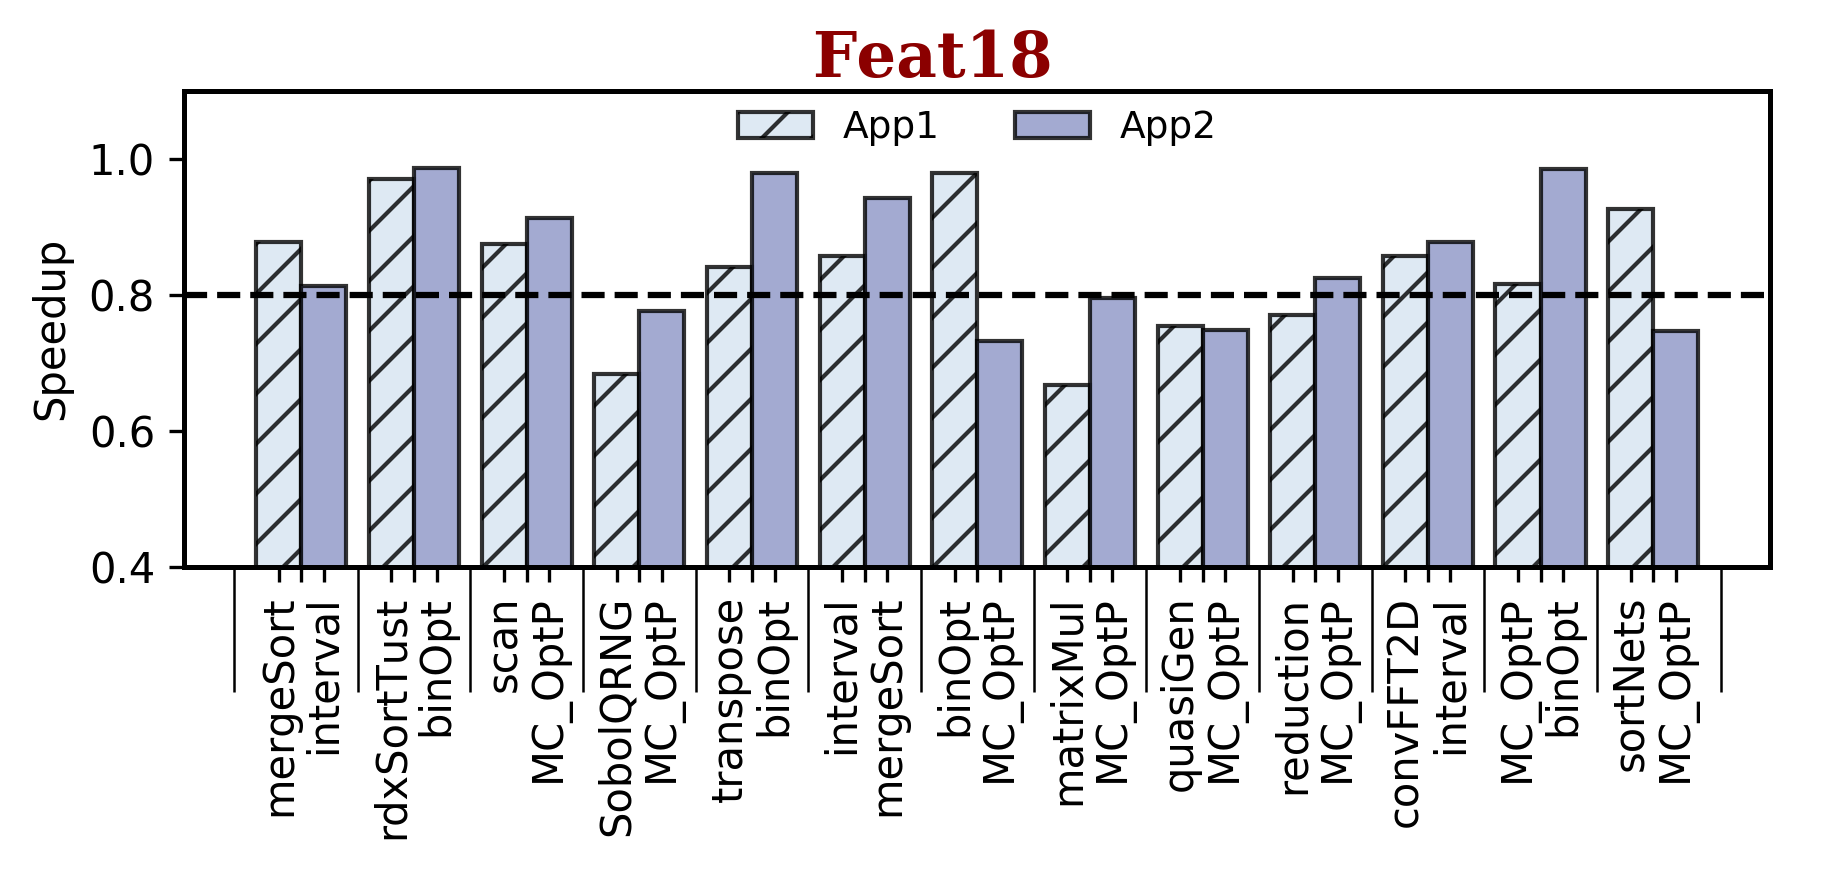 Feat18
App1 App2
Speedup
1.0
0.8
0.6
0.4
mergeSort
interval
rdxSortTust
binOpt
scan
MC_OptP
SobolQRNG
MC_OptP
transpose
binOpt
interval
mergeSort
binOpt
MC_OptP
matrixMul
MC_OptP
quasiGen
MC_OptP
reduction
MC_OptP
convFFT2D
interval
MC_OptP
binOpt
sortNets
MC_OptP